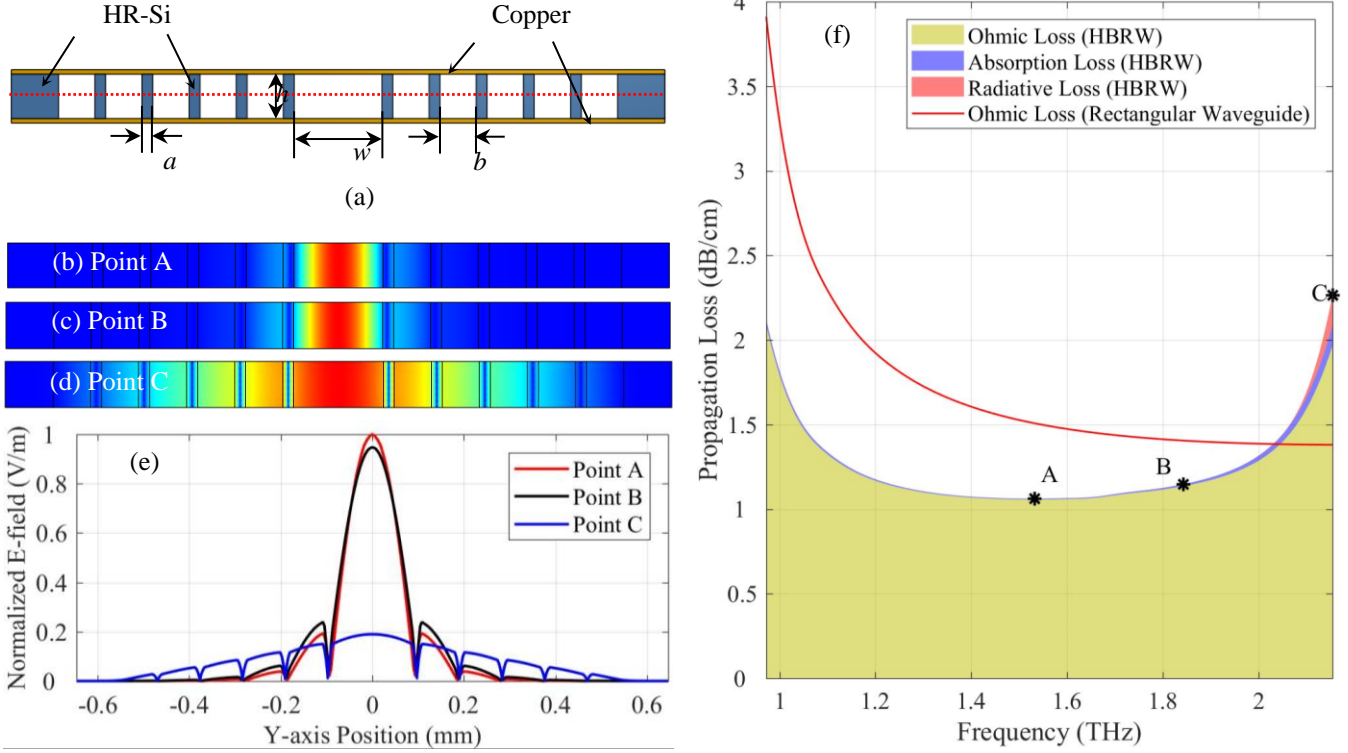 HR-Si
Copper
h
a
w
b
(a)
(b) Point A
(c) Point B
(d) Point C
(e)
Normalized E-field (V/m)
1
0.8
0.6
0.4
0.2
0
-0.6
-0.4
-0.2
0
0.2
0.4
0.6
Y-axis Position (mm)
Point A
Point B
Point C
(f)
Propagation Loss (dB/cm)
4
3.5
3
2.5
2
1.5
1
0.5
0
1
1.2
1.4
1.6
1.8
2
Frequency (THz)
Ohmic Loss (HBRW)
Absorption Loss (HBRW)
Radiative Loss (HBRW)
Ohmic Loss (Rectangular Waveguide)
A
B
C